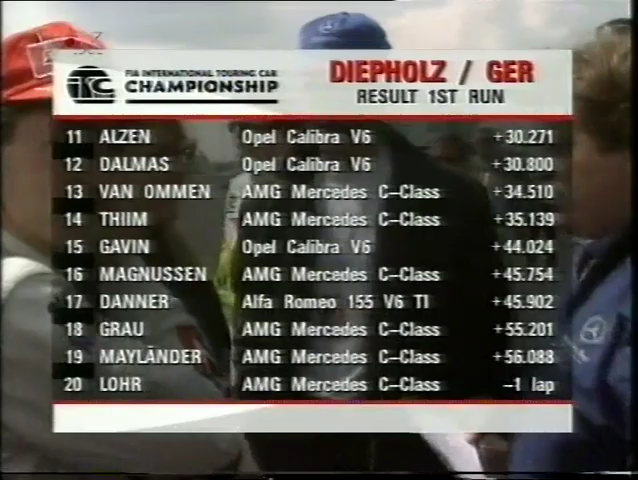 itc FIA INTERNATIONAL TOURING CAR
CHAMPIONSHIP
DIEPHOLZ / GER
RESULT 1ST RUN
11 ALZEN Opel Calibra V6 +30.271
12 DALMAS Opel Calibra V6 +30.800
13 VAN OMMEN AMG Mercedes C–Class +34.510
14 THIIM AMG Mercedes C–Class +35.139
15 GAVIN Opel Calibra V6 +44.024
16 MAGNUSSEN AMG Mercedes C–Class +45.754
17 DANNER Alfa Romeo 155 V6 TI +45.902
18 GRAU AMG Mercedes C–Class +55.201
19 MAYLÄNDER AMG Mercedes C–Class +56.088
20 LOHR AMG Mercedes C–Class –1 lap